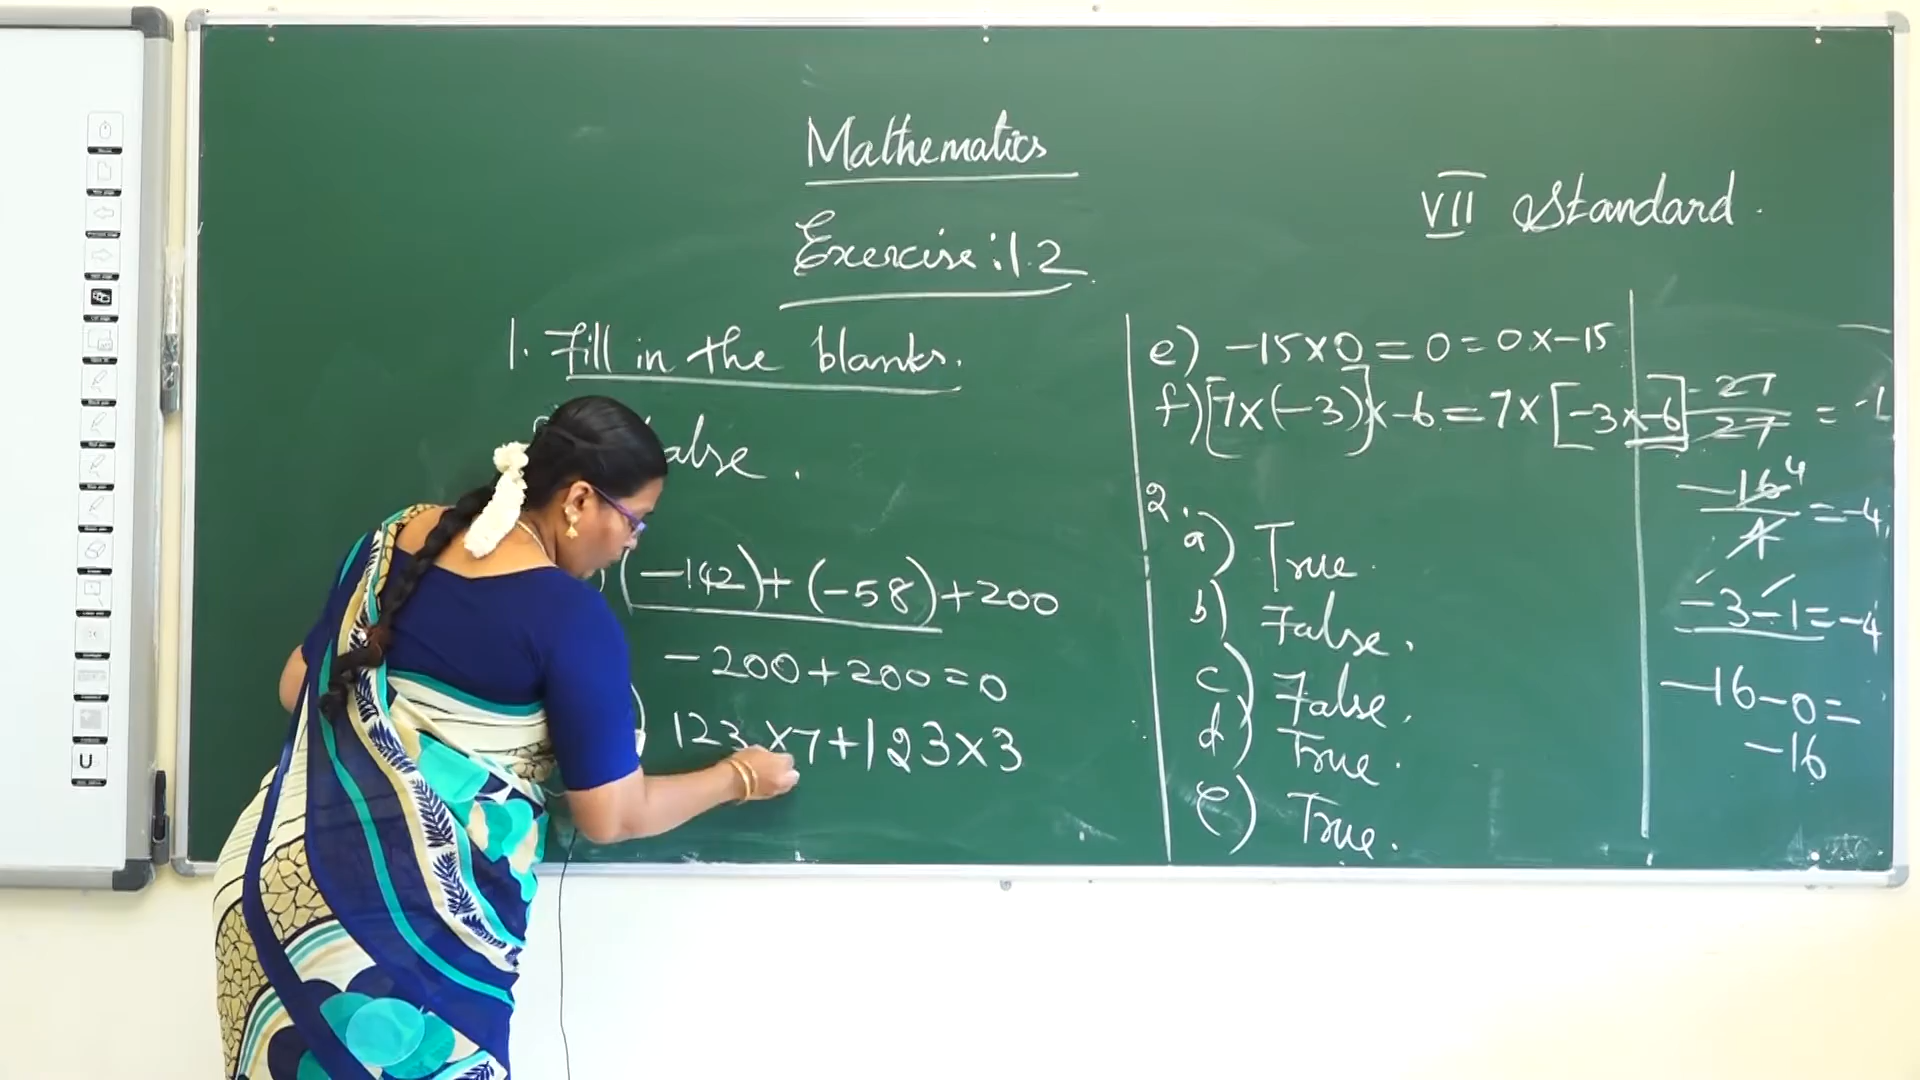 Mathematics
Exercise : 1.2
VII Standard .
1. Fill in the blanks.
(-142) + (-58) + 200
-200 + 200 = 0
123 × 7 + 123 × 3
e) -15 × 0 = 0 = 0 × -15
f) [7 × (-3)] × -6 = 7 × [-3 × -6]
2.
a) True.
b) False.
c) False.
d) True.
e) True.
-27/27 = -1
-16/4 = -4
4
-3 -1 = -4
-16 - 0 =
-16
U